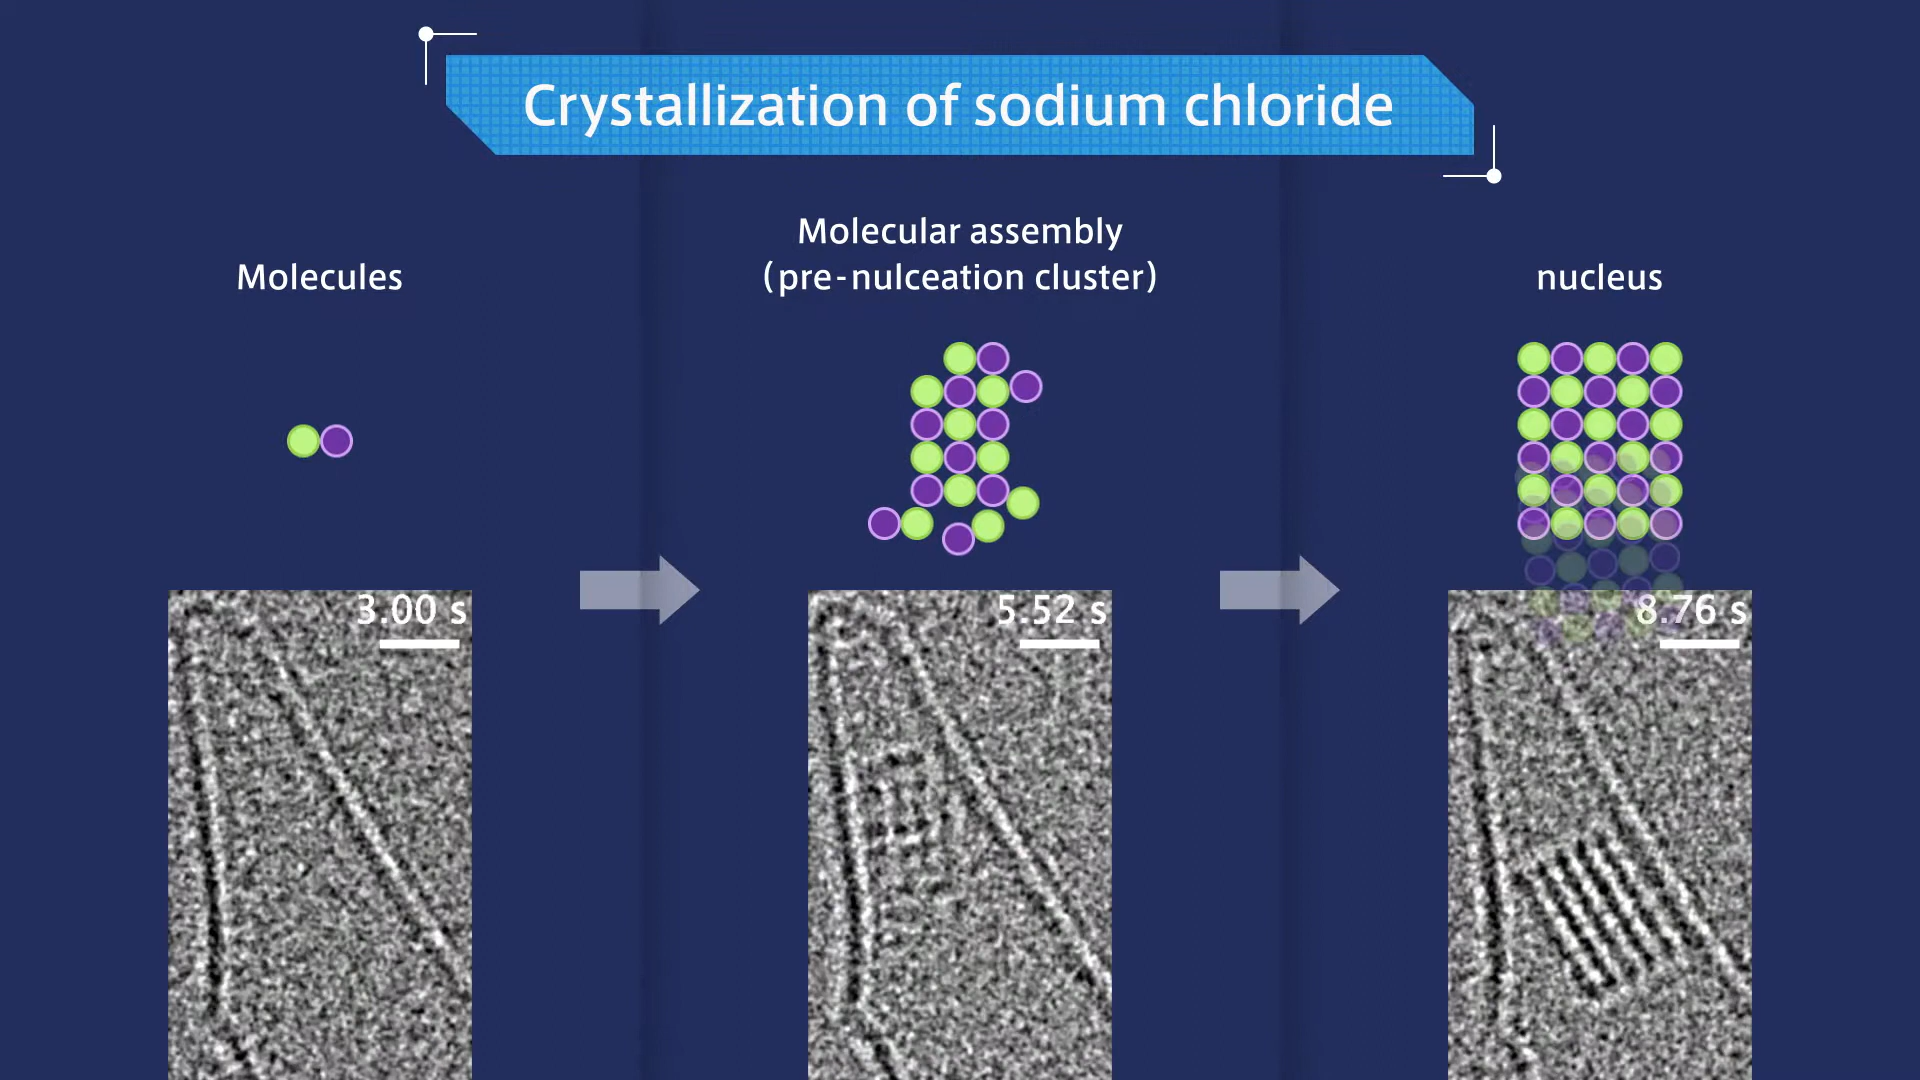 Crystallization of sodium chloride
Molecules
Molecular assembly
(pre-nulceation cluster)
nucleus
3.00 s
5.52 s
8.76 s